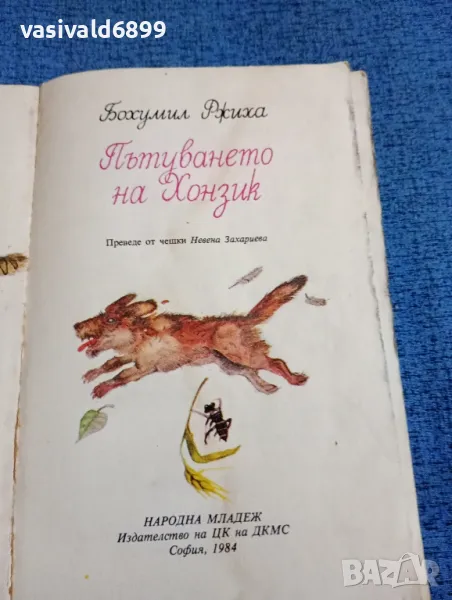 vasivald6899
Бохумил Ржиха
Пътуването
на Хонзик
Преведе от чешки Невена Захариева
НАРОДНА МЛАДЕЖ
Издателство на ЦК на ДКМС
София, 1984
BAZAR